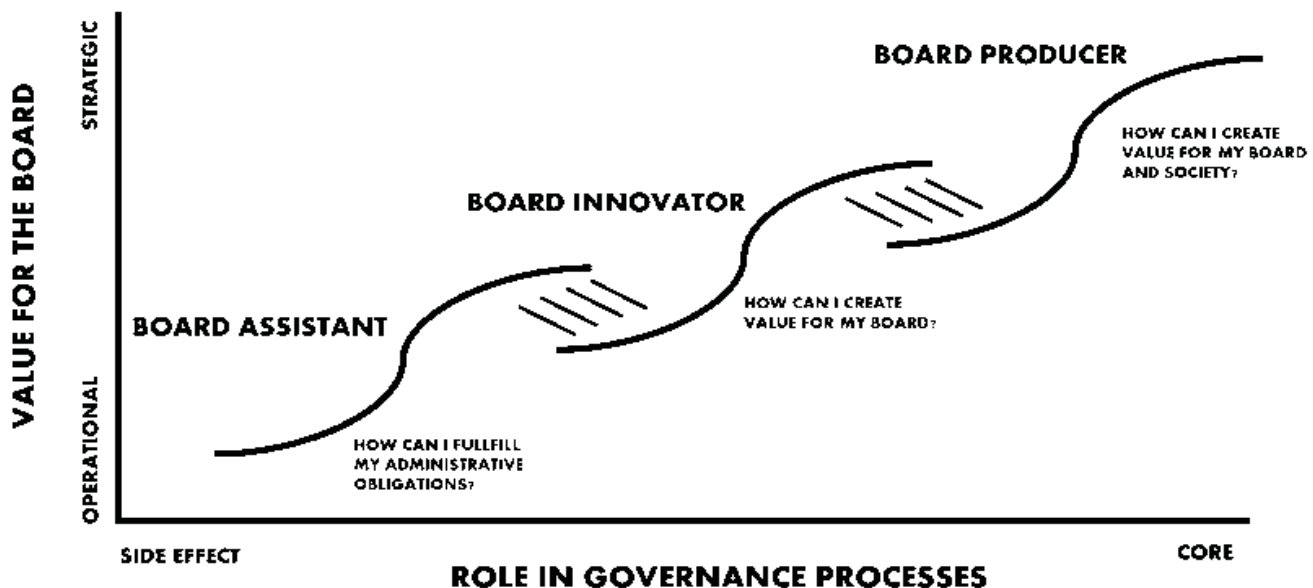 STRATEGIC
VALUE FOR THE BOARD
OPERATIONAL
BOARD PRODUCER
HOW CAN I CREATE
VALUE FOR MY BOARD
AND SOCIETY?
BOARD INNOVATOR
HOW CAN I CREATE
VALUE FOR MY BOARD?
BOARD ASSISTANT
HOW CAN I FULLFILL
MY ADMINISTRATIVE
OBLIGATIONS?
SIDE EFFECT
CORE
ROLE IN GOVERNANCE PROCESSES